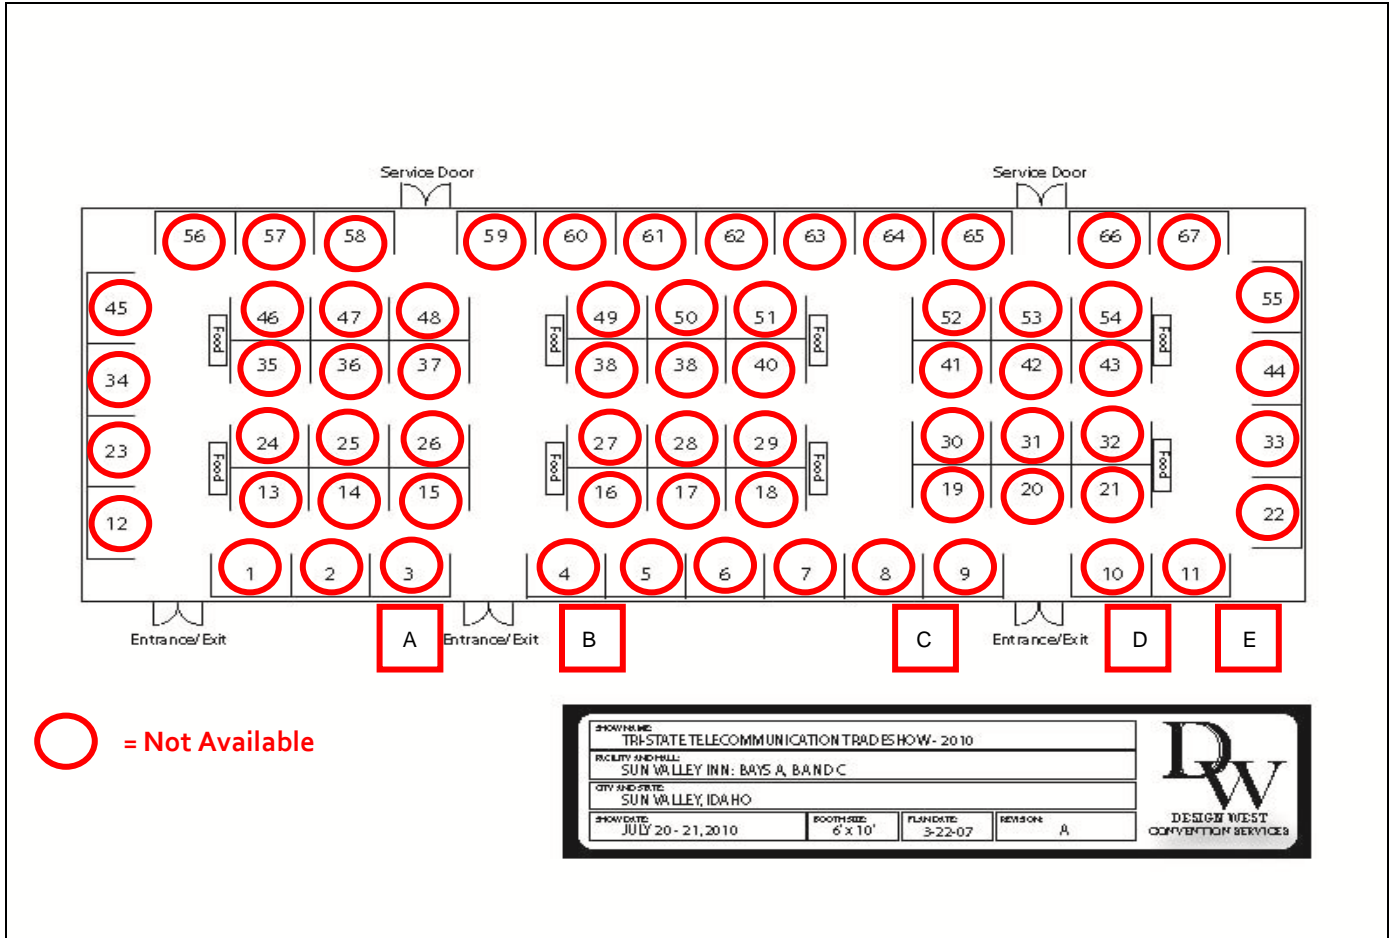 Service Door Service Door
56 57 58 59 60 61 62 63 64 65 66 67
45 55
46 47 48 49 50 51 52 53 54
Food Food Food Food
35 36 37 38 38 40 41 42 43
34 44
24 25 26 27 28 29 30 31 32
23 33
Food Food Food Food
13 14 15 16 17 18 19 20 21
12 22
1 2 3 4 5 6 7 8 9 10 11
Entrance/Exit A Entrance/Exit B C Entrance/Exit D E
= Not Available
SHOW NAME:
TRI-STATE TELECOMMUNICATION TRADESHOW - 2010
FACILITY AND HALL:
SUN VALLEY INN: BAYS A, B AND C
CITY AND STATE:
SUN VALLEY, IDAHO
SHOW DATE: BOOTH SIZE: PLAN DATE: REVISION:
JULY 20 - 21, 2010 6' x 10' 3-22-07 A
DW
DESIGN WEST
CONVENTION SERVICES